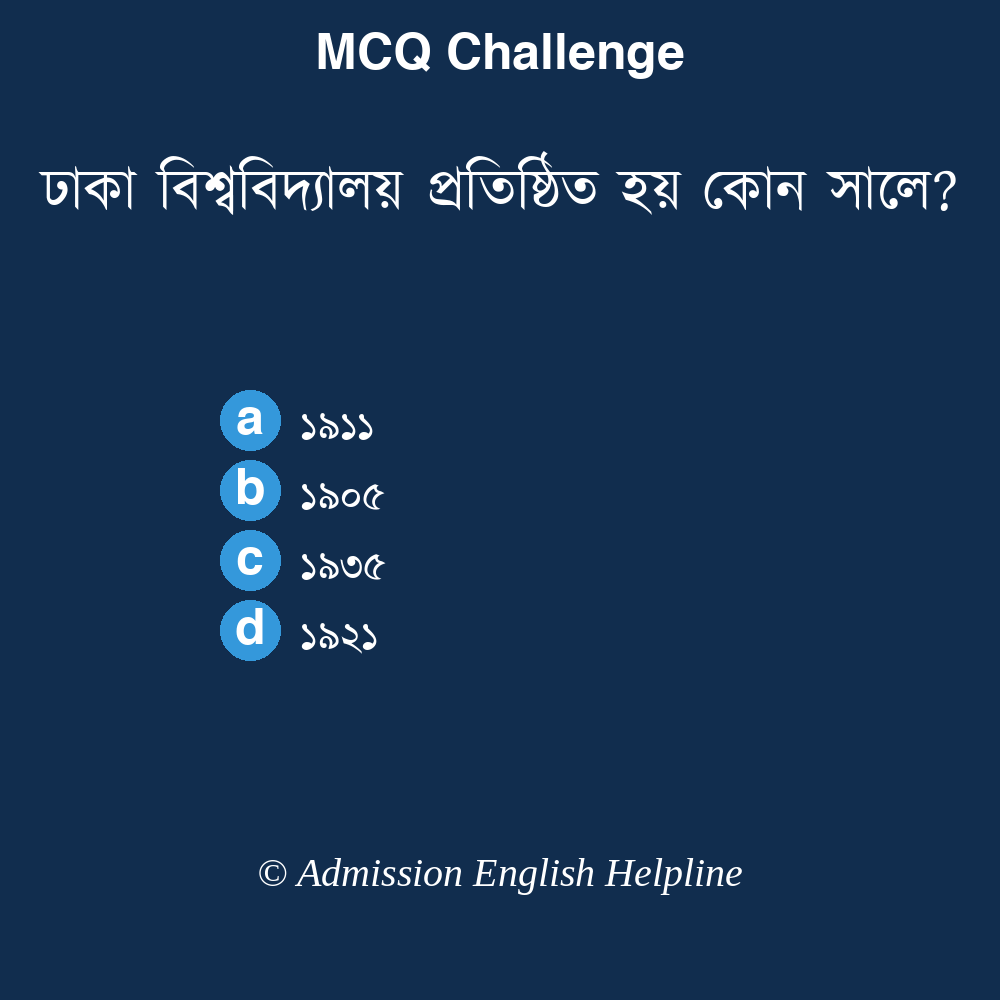 MCQ Challenge
ঢাকা বিশ্ববিদ্যালয় প্রতিষ্ঠিত হয় কোন সালে?
a ১৯১১
b ১৯০৫
c ১৯৩৫
d ১৯২১
© Admission English Helpline